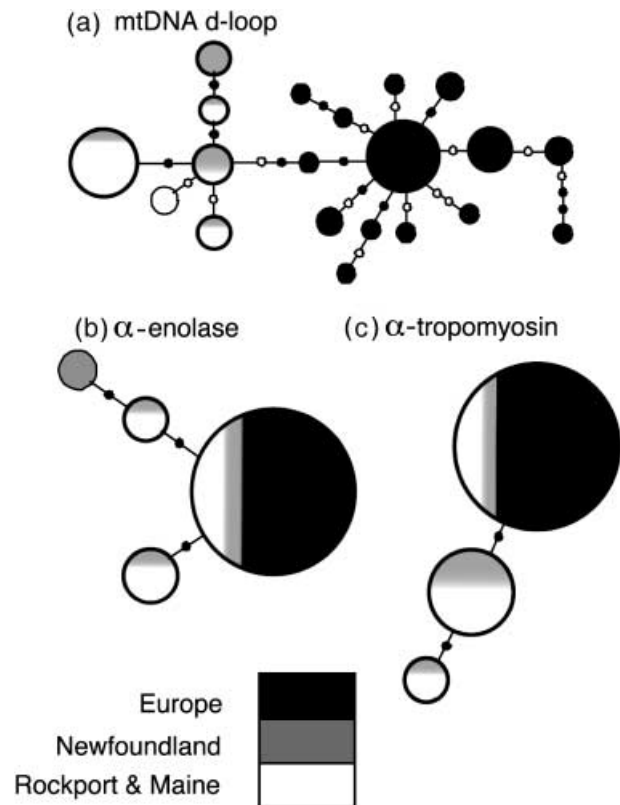 (a) mtDNA d-loop
(b) α-enolase
(c) α-tropomyosin
Europe
Newfoundland
Rockport & Maine